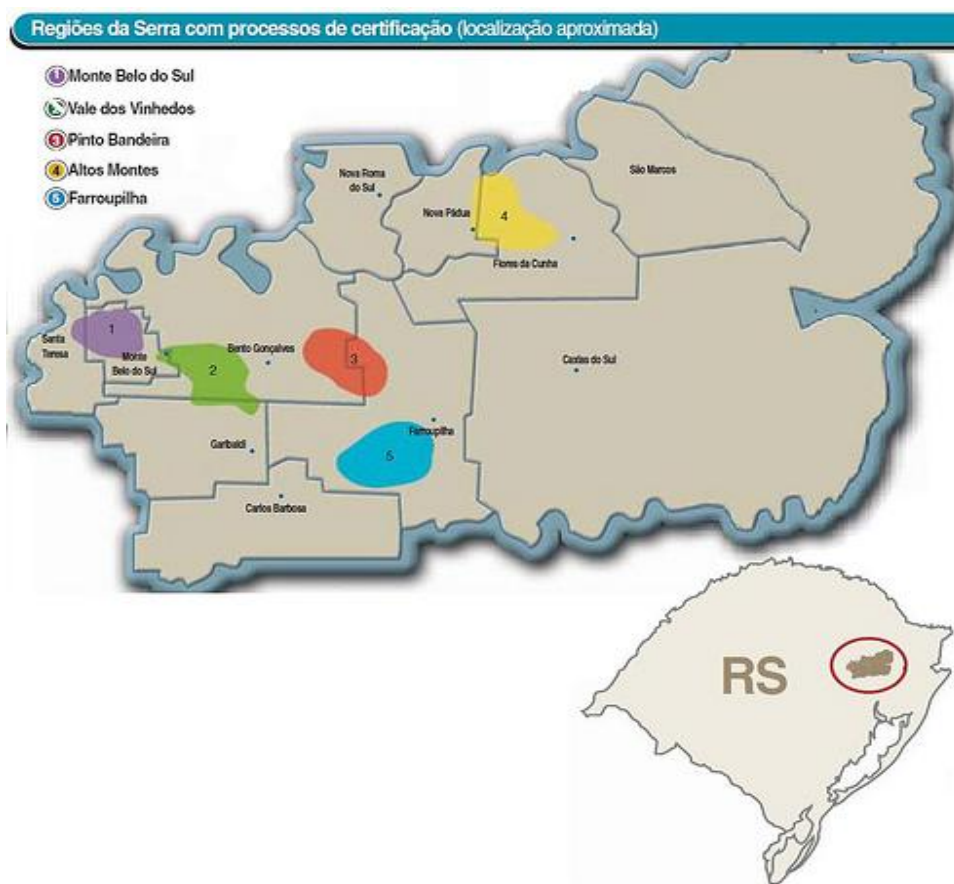 Regiões da Serra com processos de certificação (localização aproximada)
1 Monte Belo do Sul
Vale dos Vinhedos
3 Pinto Bandeira
4 Altos Montes
5 Farroupilha
Nova Roma
do Sul
São Marcos
Nova Pádua
4
Flores da Cunha
1
Santa
Teresa
Monte
Belo do Sul
2
Bento Gonçalves
3
Caxias do Sul
Farroupilha
Garibaldi
5
Carlos Barbosa
RS